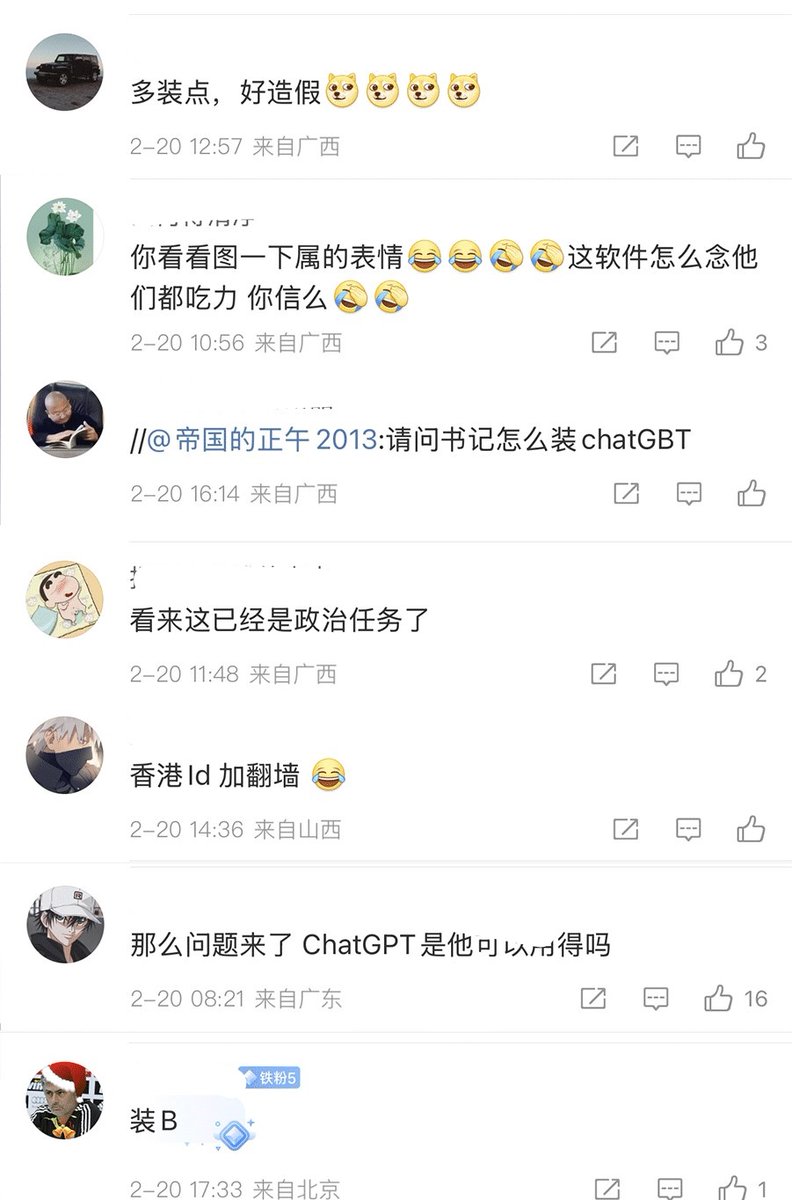 多装点，好造假
2-20 12:57 来自广西
你看看图一下属的表情😂😂🤣🤣这软件怎么念他
们都吃力 你信么🤣🤣
2-20 10:56 来自广西
3
//@帝国的正午2013:请问书记怎么装chatGBT
2-20 16:14 来自广西
看来这已经是政治任务了
2-20 11:48 来自广西
2
香港Id 加翻墙 😂
2-20 14:36 来自山西
那么问题来了 ChatGPT是他可以用得吗
2-20 08:21 来自广东
16
铁粉5
装B
2-20 17:33 来自北京
1